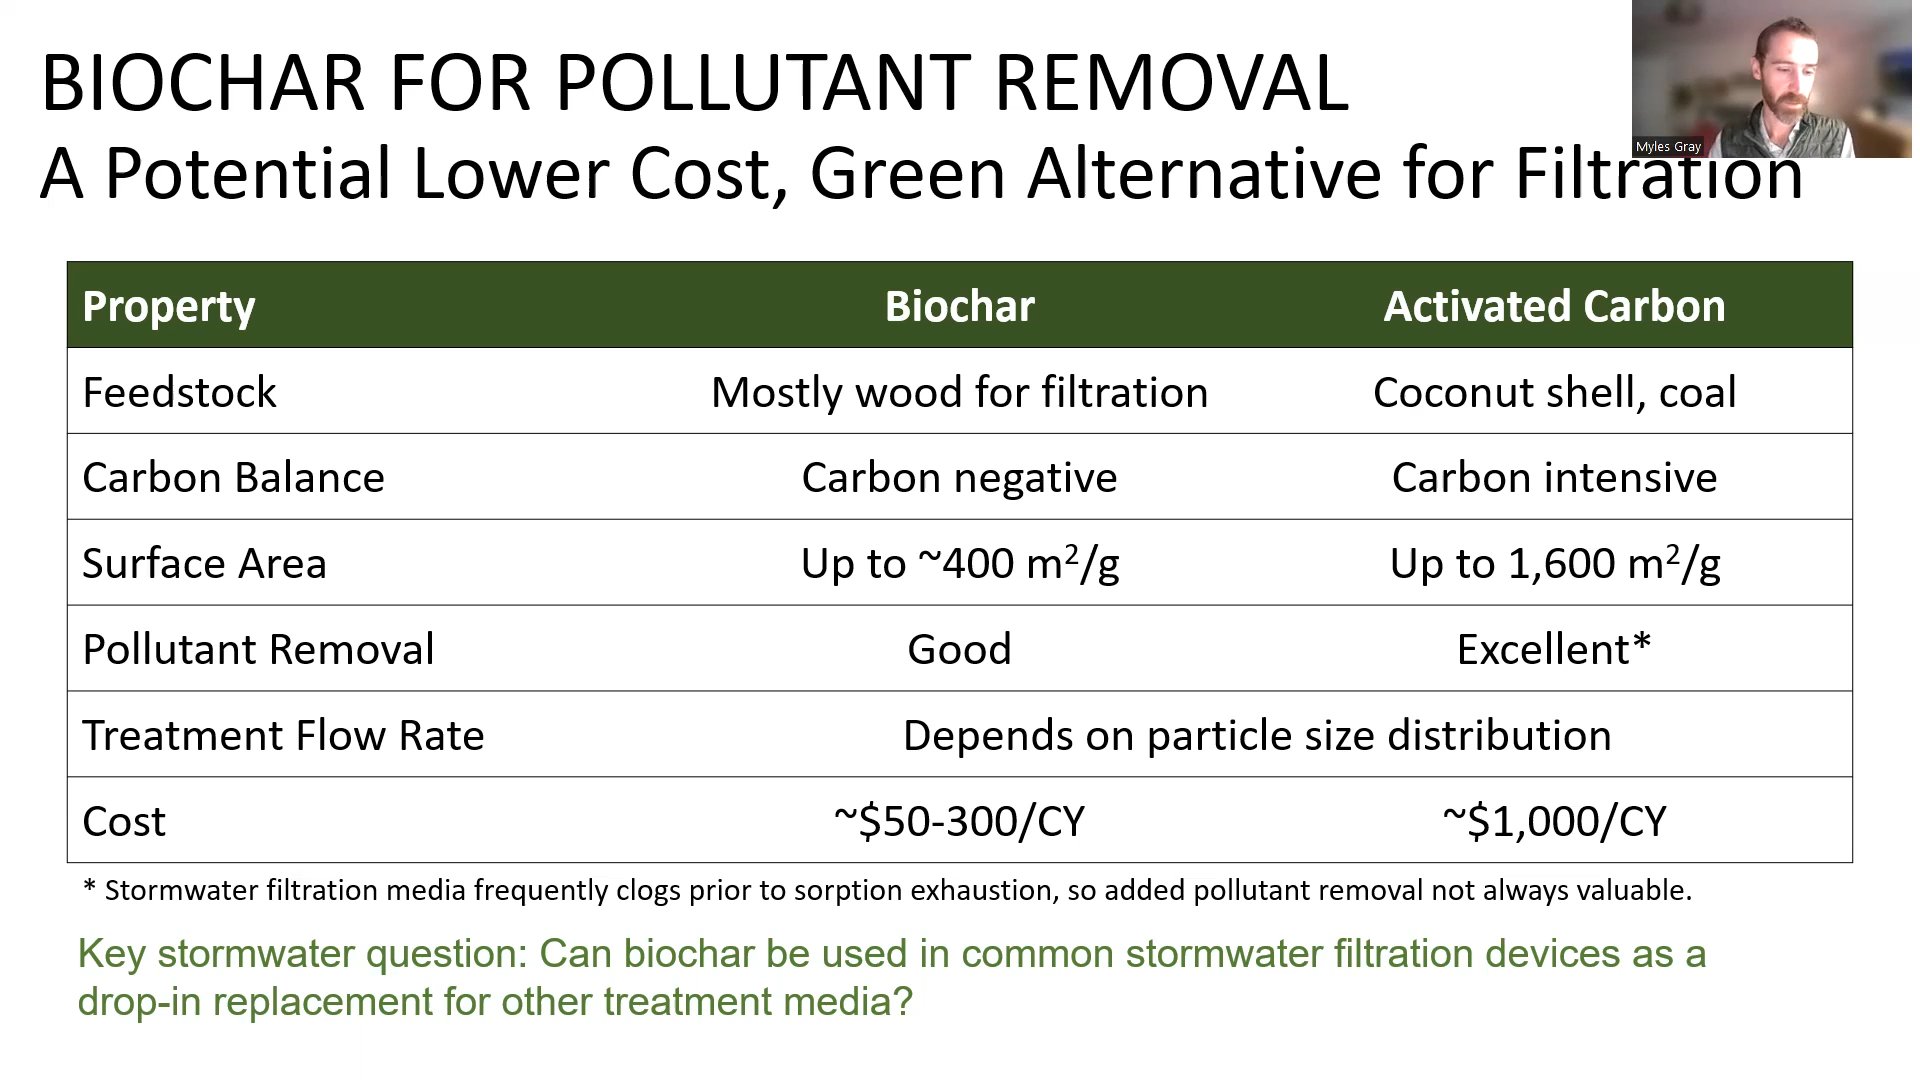 BIOCHAR FOR POLLUTANT REMOVAL
A Potential Lower Cost, Green Alternative for Filtration
Myles Gray
Property Biochar Activated Carbon
Feedstock Mostly wood for filtration Coconut shell, coal
Carbon Balance Carbon negative Carbon intensive
Surface Area Up to ~400 m²/g Up to 1,600 m²/g
Pollutant Removal Good Excellent*
Treatment Flow Rate Depends on particle size distribution
Cost ~$50-300/CY ~$1,000/CY
* Stormwater filtration media frequently clogs prior to sorption exhaustion, so added pollutant removal not always valuable.
Key stormwater question: Can biochar be used in common stormwater filtration devices as a
drop-in replacement for other treatment media?